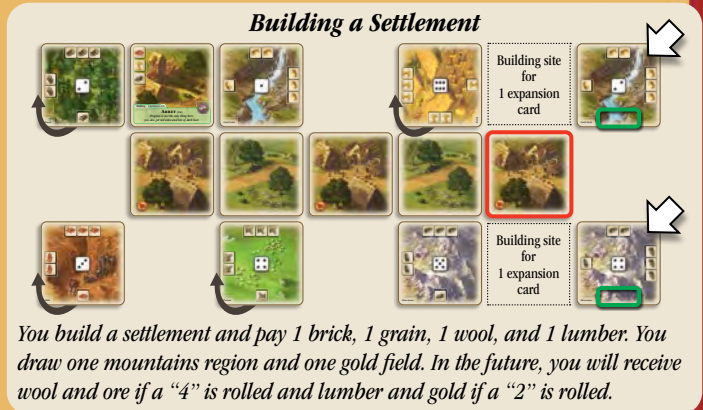 Building a Settlement
Building site
for
1 expansion
card
Building site
for
1 expansion
card
You build a settlement and pay 1 brick, 1 grain, 1 wool, and 1 lumber. You
draw one mountains region and one gold field. In the future, you will receive
wool and ore if a “4” is rolled and lumber and gold if a “2” is rolled.